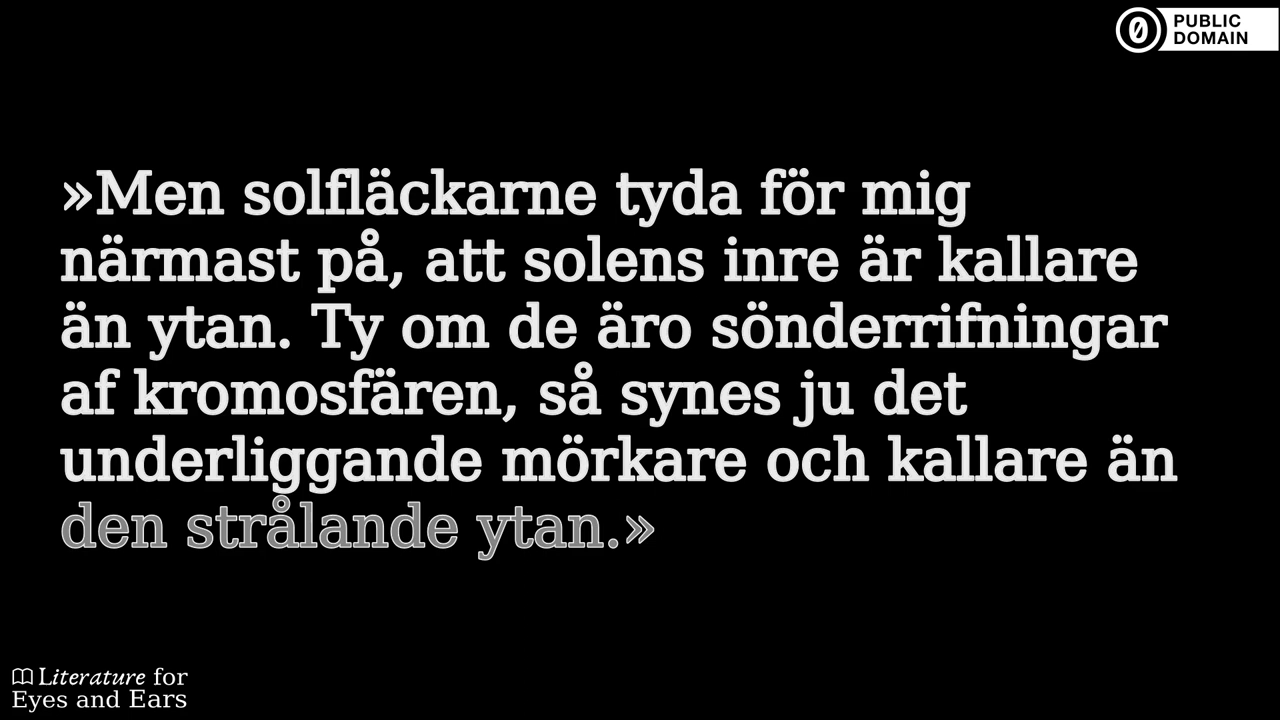 PUBLIC
DOMAIN
»Men solfläckarne tyda för mig
närmast på, att solens inre är kallare
än ytan. Ty om de äro sönderrifningar
af kromosfären, så synes ju det
underliggande mörkare och kallare än
den strålande ytan.»
Literature for
Eyes and Ears